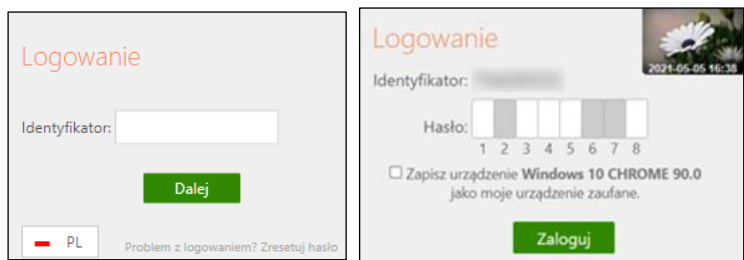 Logowanie
Identyfikator:
Dalej
PL
Problem z logowaniem? Zresetuj hasło
Logowanie
2021-05-05 16:38
Identyfikator:
Hasło:
1 2 3 4 5 6 7 8
Zapisz urządzenie Windows 10 CHROME 90.0
jako moje urządzenie zaufane.
Zaloguj